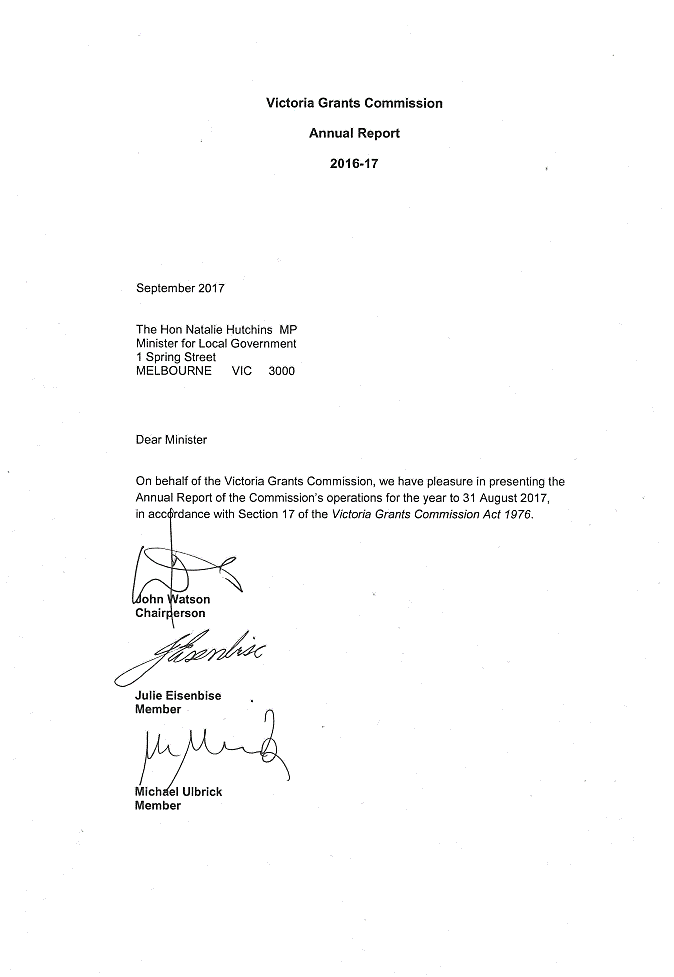 Victoria Grants Commission
Annual Report
2016-17
September 2017
The Hon Natalie Hutchins MP
Minister for Local Government
1 Spring Street
MELBOURNE VIC 3000
Dear Minister
On behalf of the Victoria Grants Commission, we have pleasure in presenting the
Annual Report of the Commission's operations for the year to 31 August 2017,
in accordance with Section 17 of the Victoria Grants Commission Act 1976.
John Watson
Chairperson
JEisenbise
Julie Eisenbise
Member
Michael Ulbrick
Member